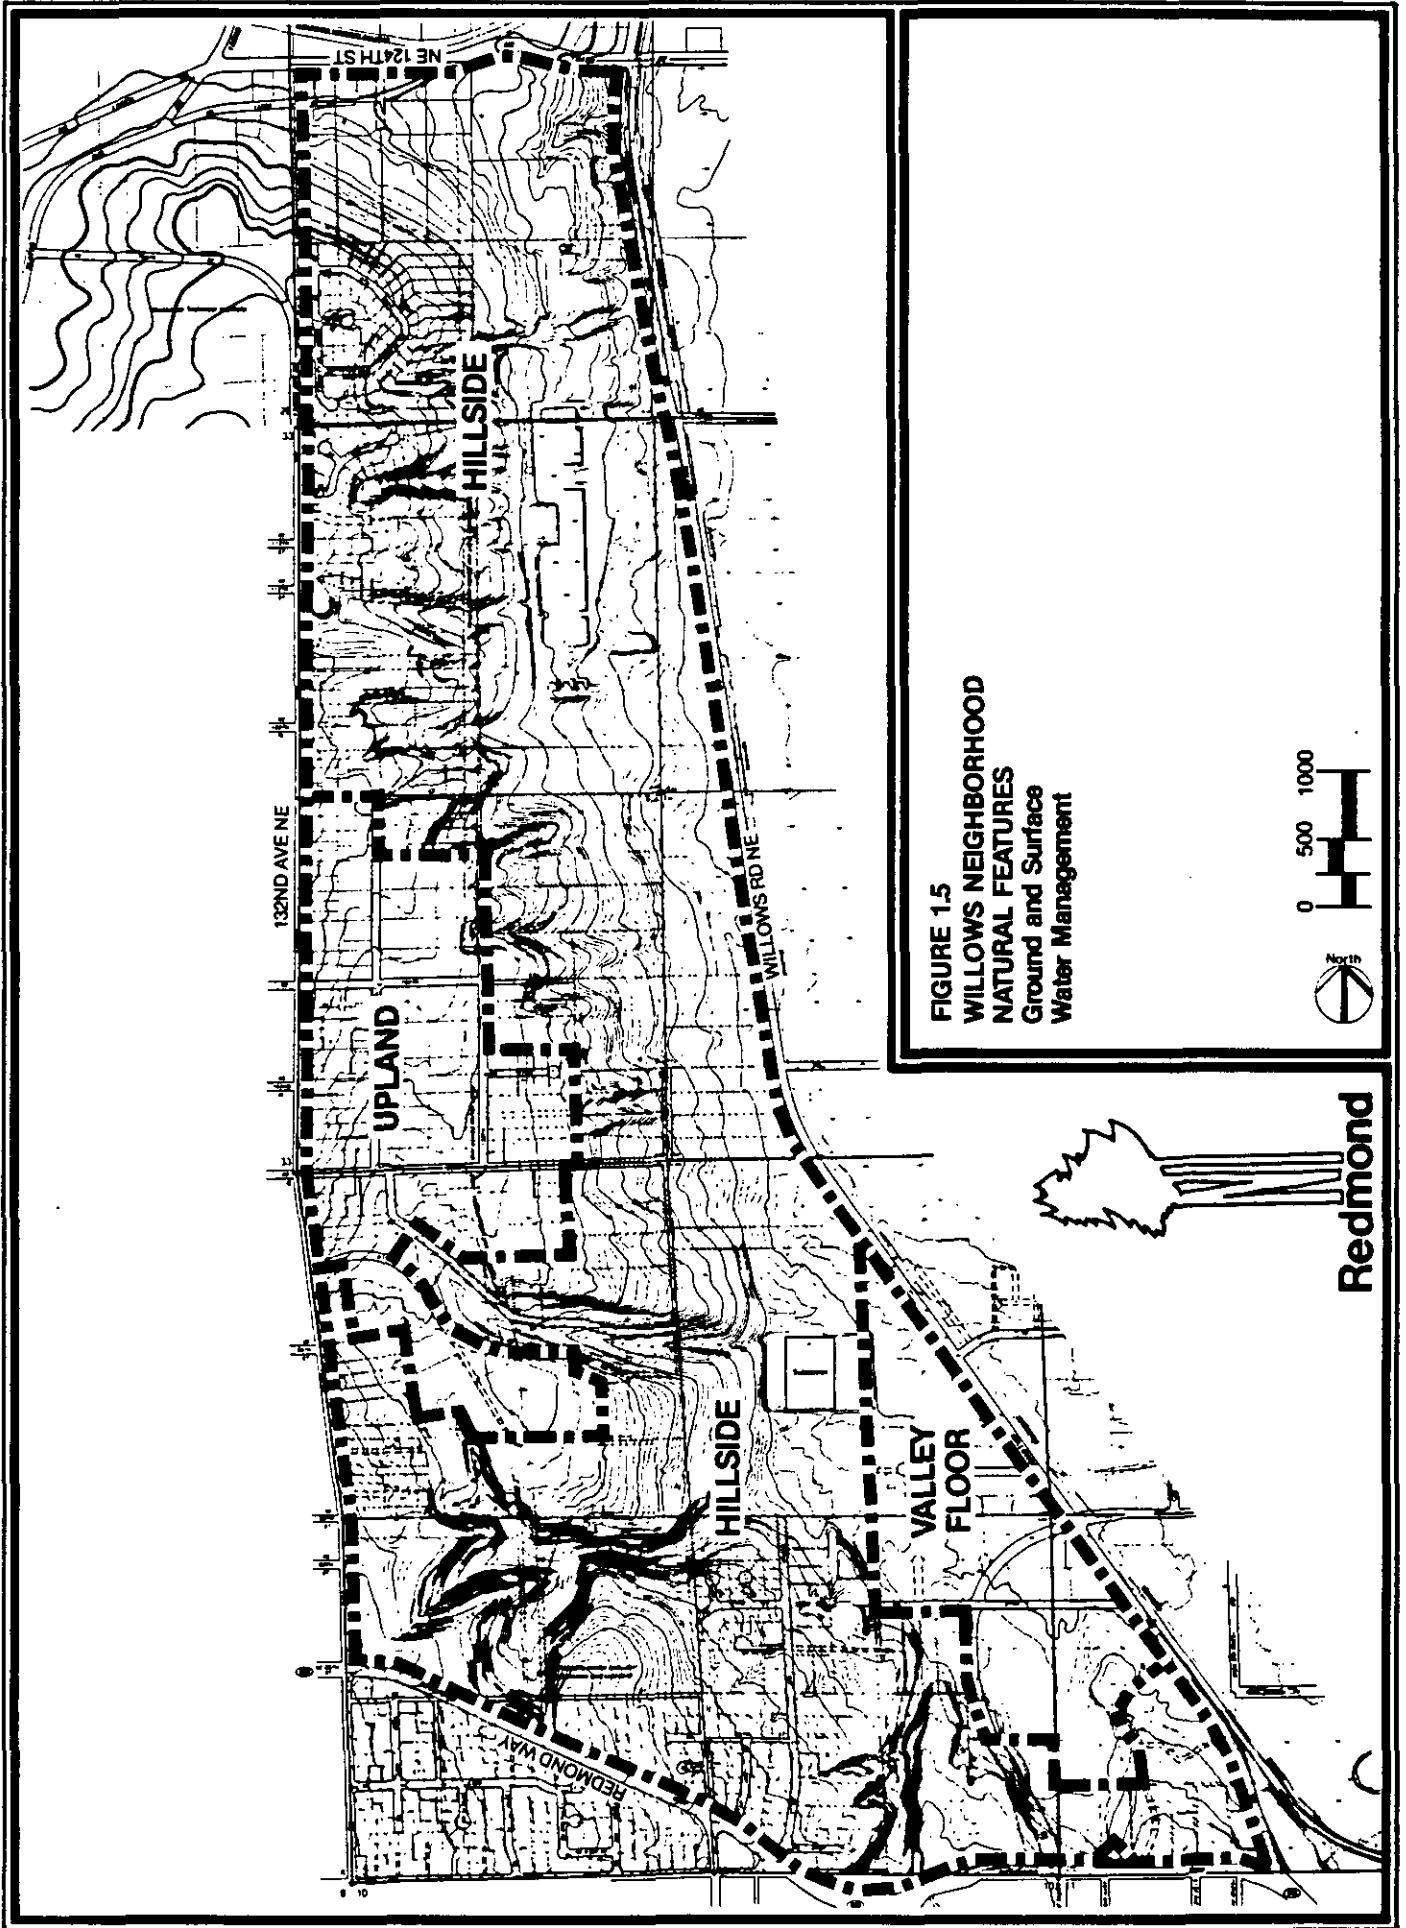 NE 124TH ST
HILLSIDE
132ND AVE NE
UPLAND
WILLOWS RD NE
HILLSIDE
VALLEY
FLOOR
REDMOND WAY
FIGURE 1.5
WILLOWS NEIGHBORHOOD
NATURAL FEATURES
Ground and Surface
Water Management
0 500 1000
North
Redmond